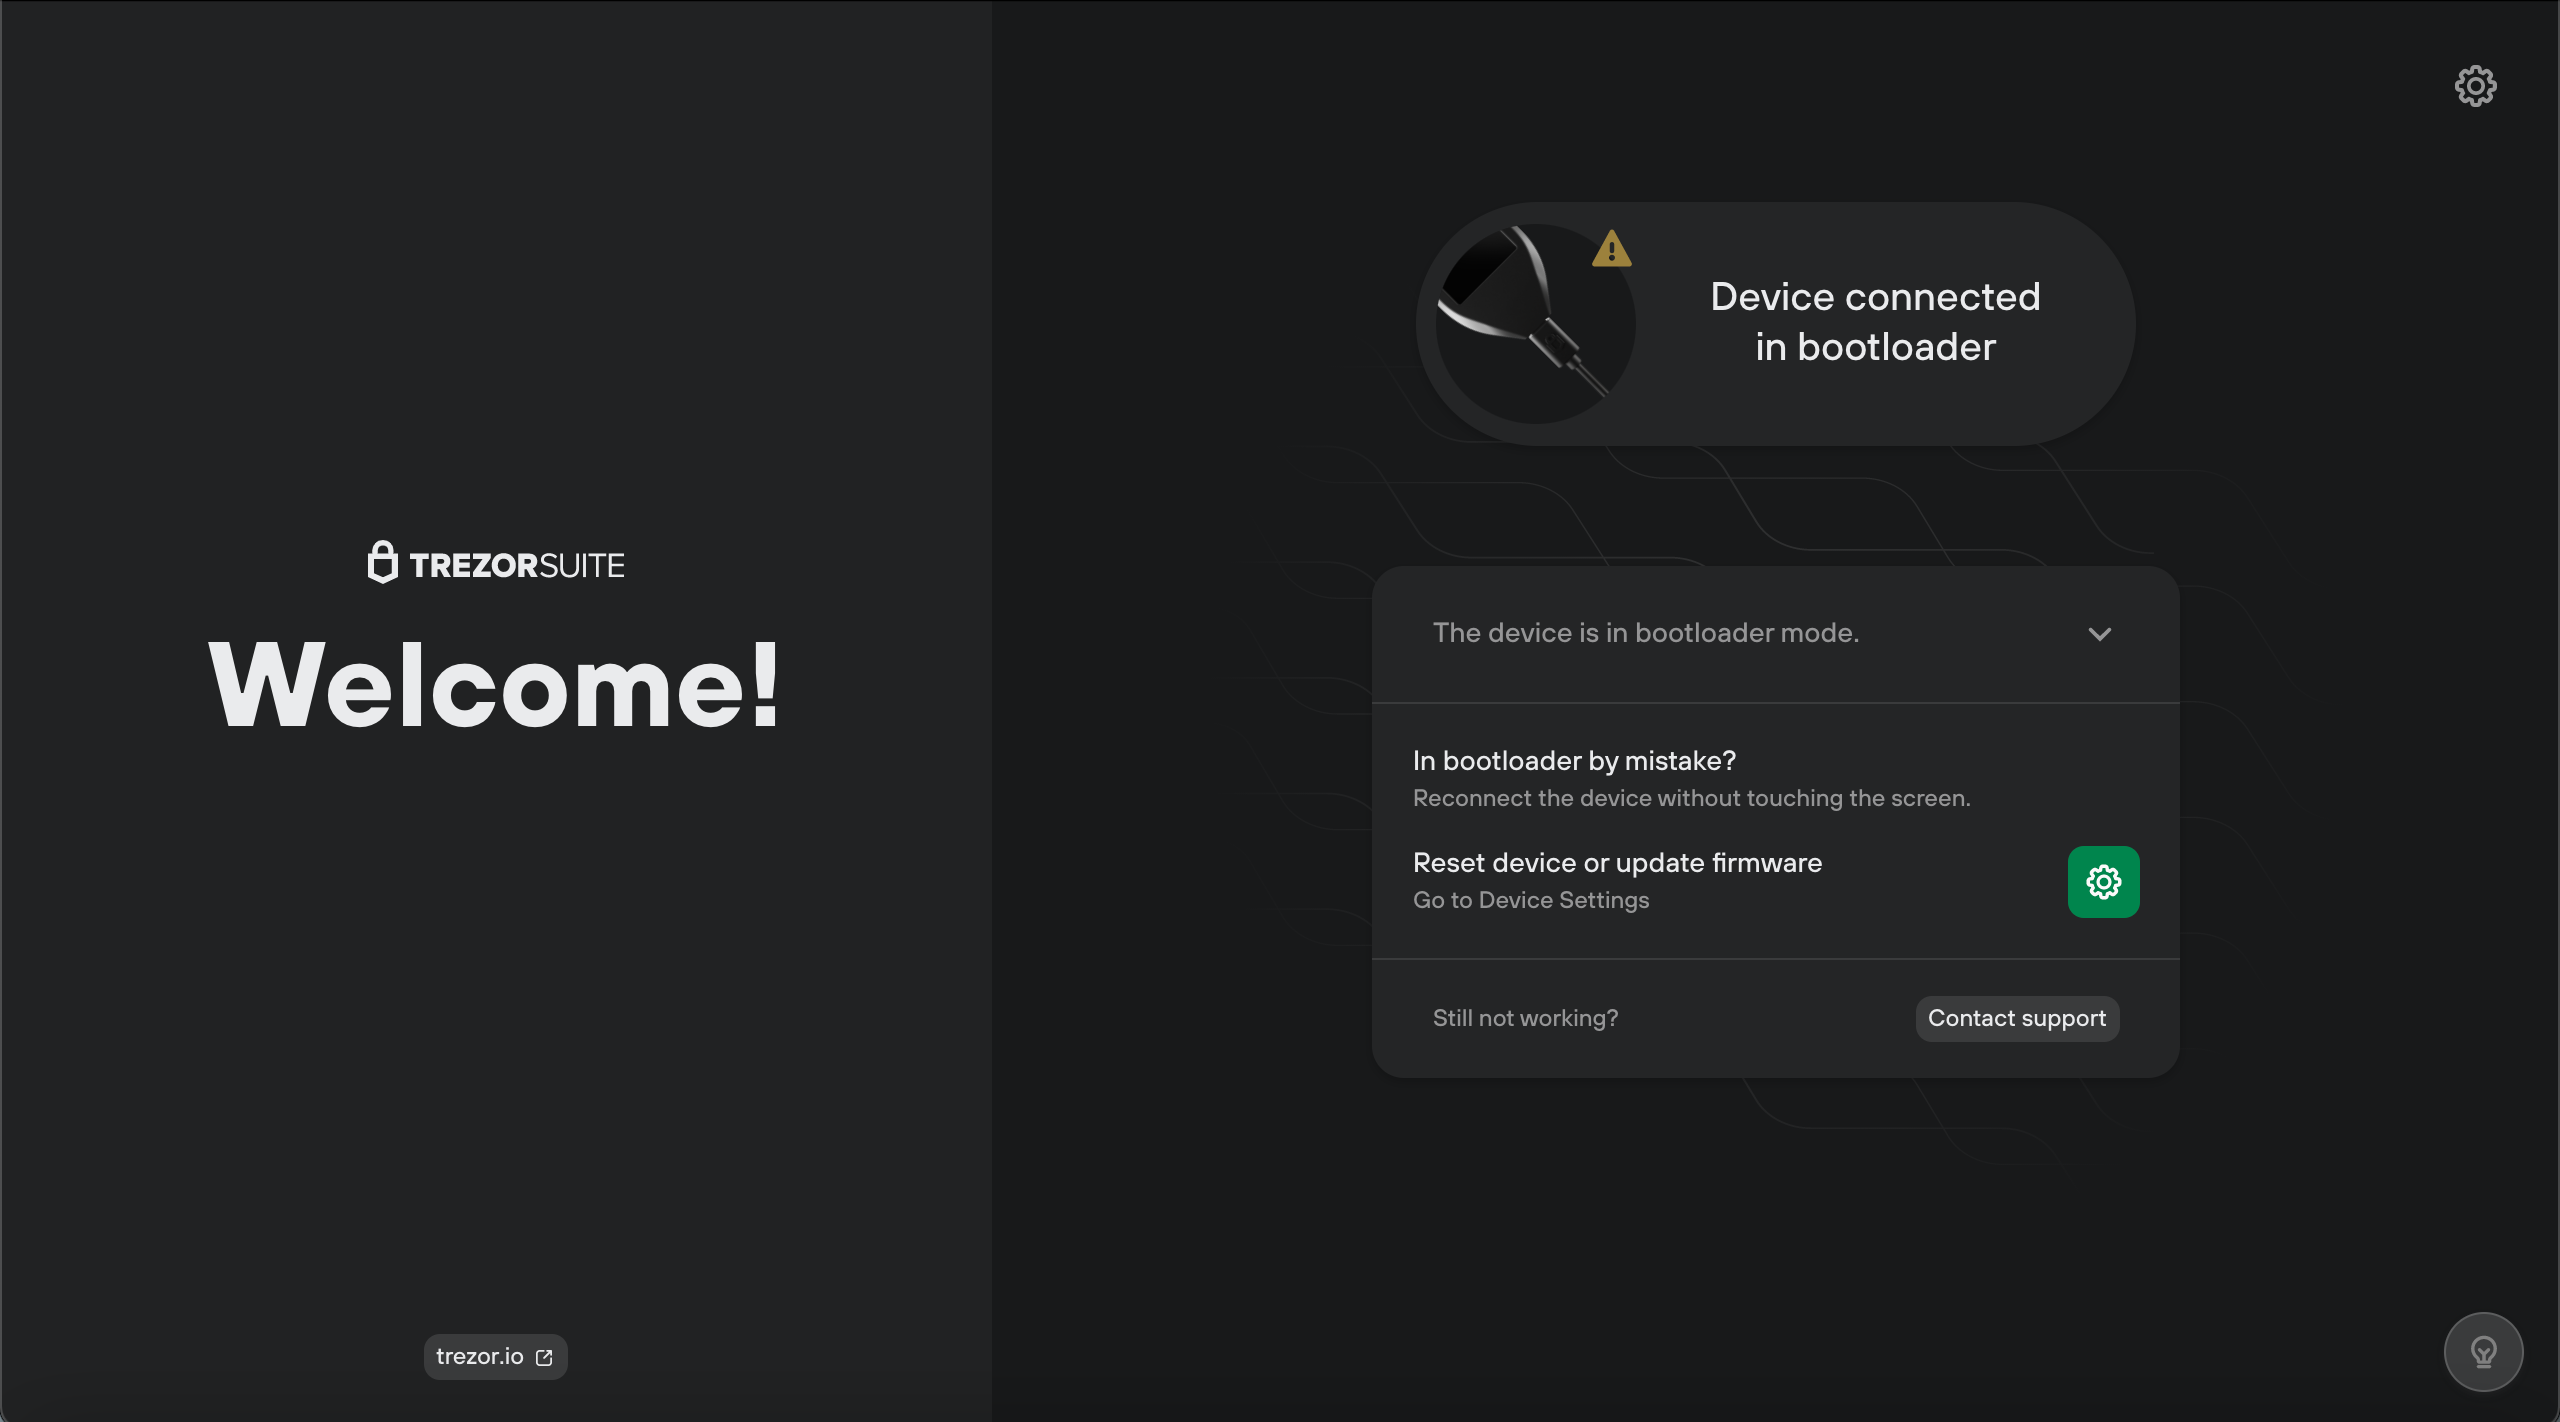 TREZORSUITE
Welcome!
trezor.io
Device connected
in bootloader
The device is in bootloader mode.
In bootloader by mistake?
Reconnect the device without touching the screen.
Reset device or update firmware
Go to Device Settings
Still not working?
Contact support